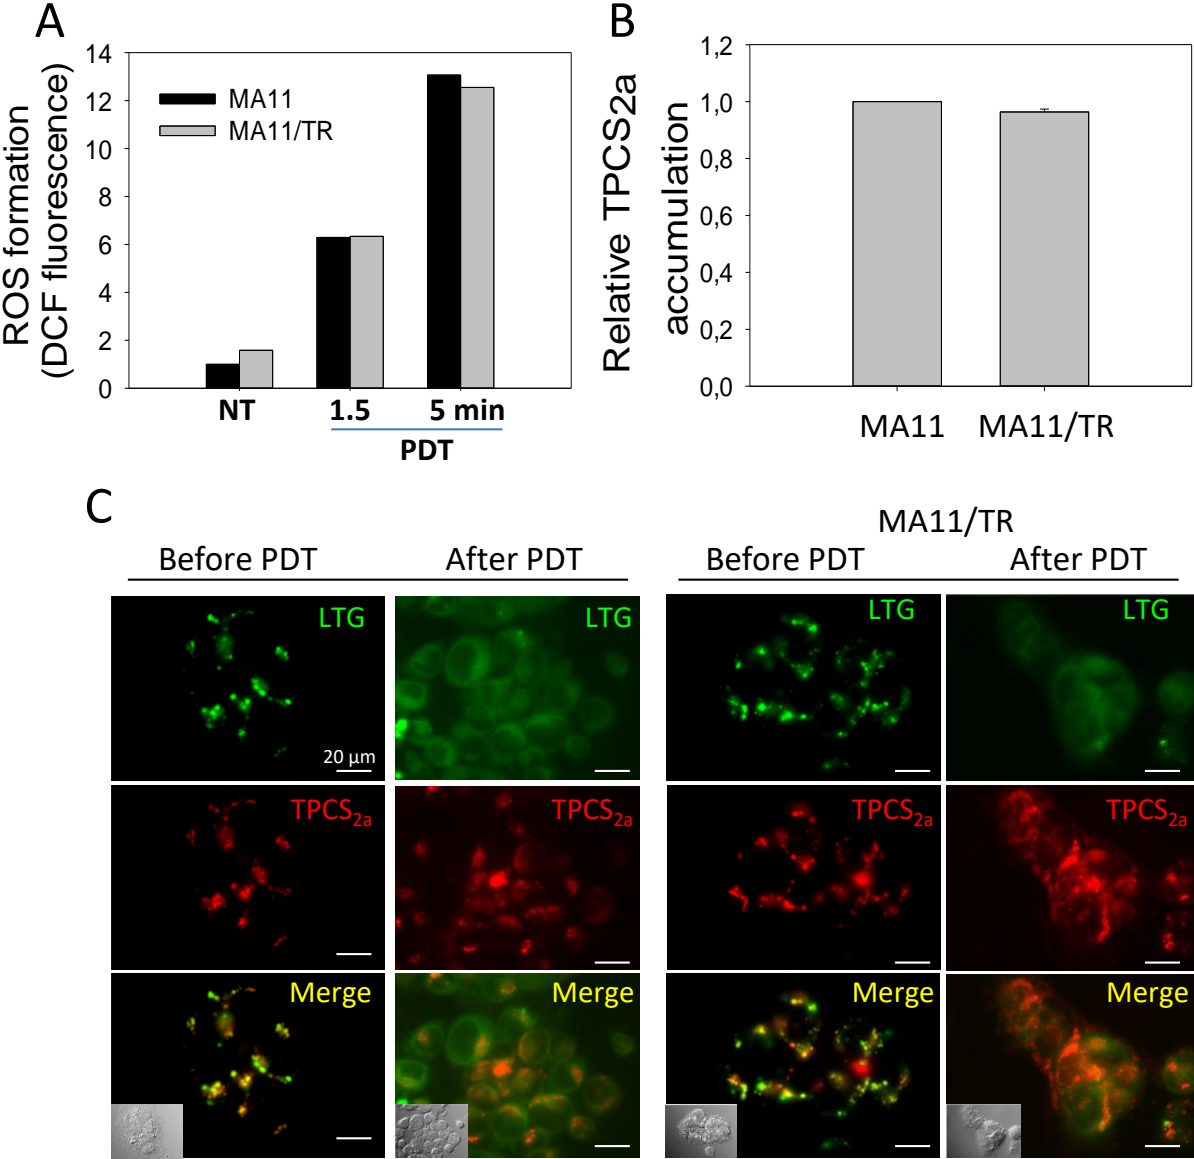 A
ROS formation
(DCF fluorescence)
14
12
10
8
6
4
2
0
MA11
MA11/TR
NT
1.5
5 min
PDT
B
Relative TPCS2a
accumulation
1,2
1,0
0,8
0,6
0,4
0,2
0,0
MA11
MA11/TR
C
MA11/TR
Before PDT
After PDT
Before PDT
After PDT
LTG
LTG
LTG
LTG
20 µm
TPCS2a
TPCS2a
TPCS2a
TPCS2a
Merge
Merge
Merge
Merge